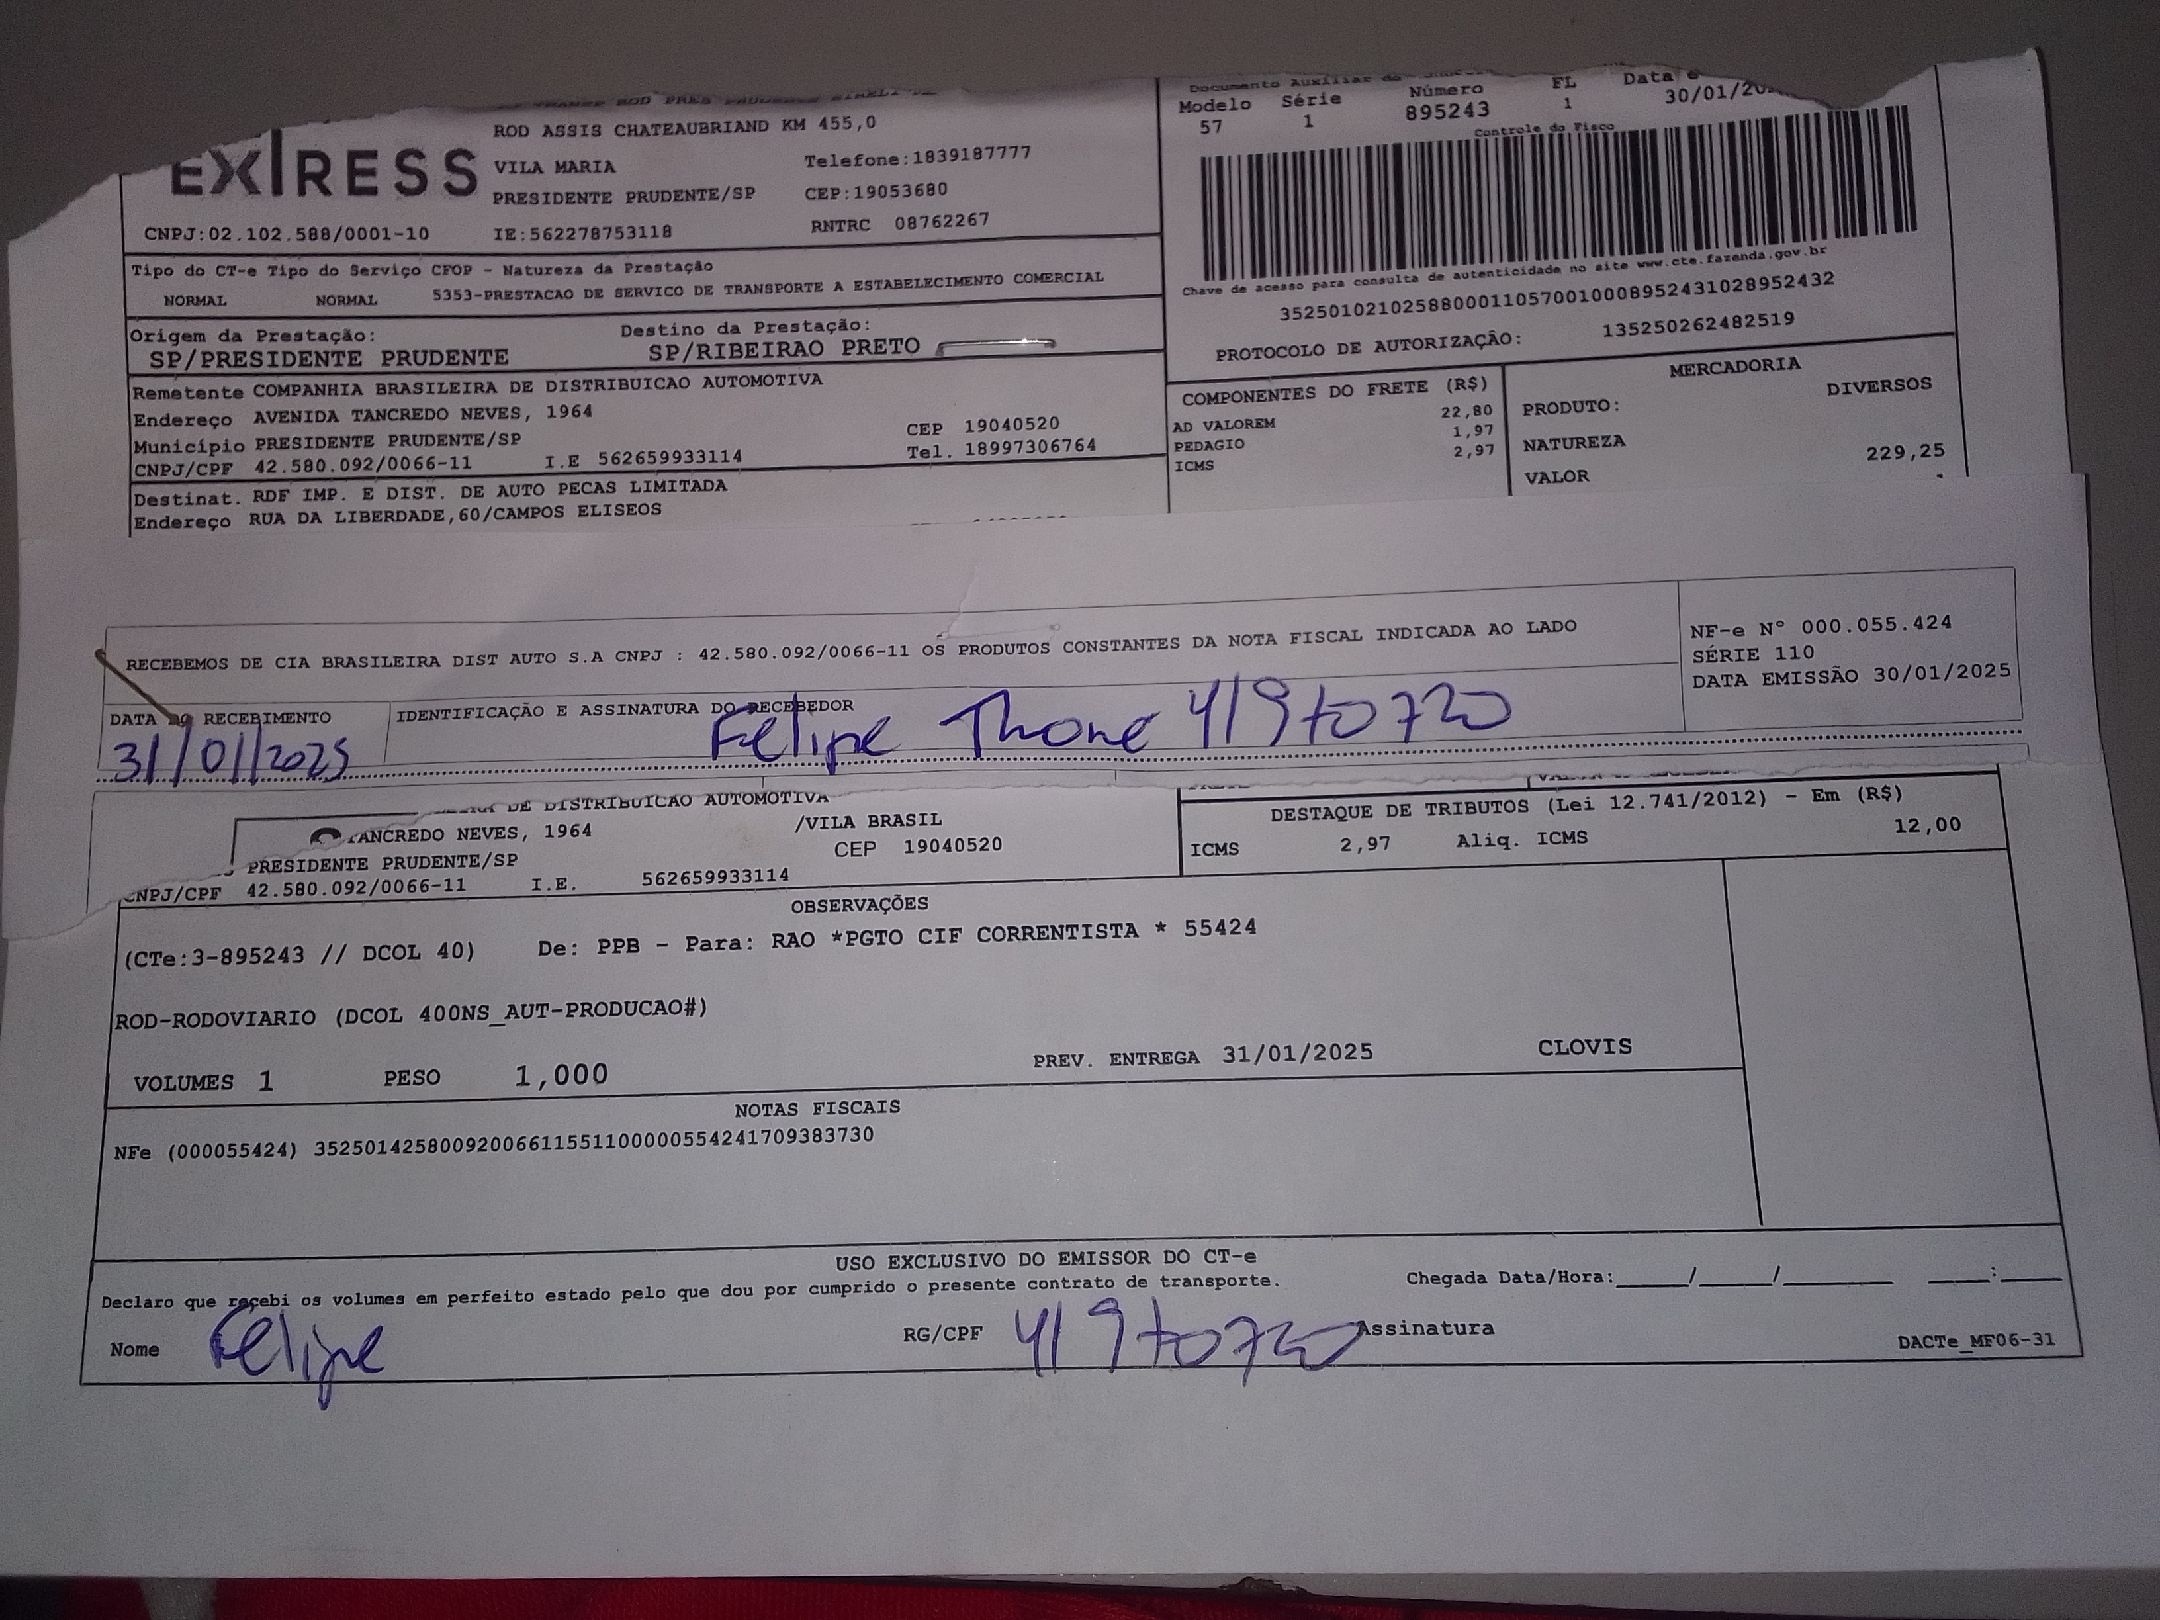 ROD ASSIS CHATEAUBRIAND KM 455,0
EXPRESS
VILA MARIA Telefone:1839187777
PRESIDENTE PRUDENTE/SP CEP:19053680
CNPJ:02.102.588/0001-10 IE:562278753118 RNTRC 08762267
Documento Auxiliar do
Modelo Série Número FL Data
57 1 895243 1 30/01/20
Controle do Fisco
Chave de acesso para consulta de autenticidade no site www.cte.fazenda.gov.br
35250102102588000110570010008952431028952432
PROTOCOLO DE AUTORIZAÇÃO: 135250262482519
Tipo do CT-e Tipo do Serviço CFOP - Natureza da Prestação
NORMAL NORMAL 5353-PRESTACAO DE SERVICO DE TRANSPORTE A ESTABELECIMENTO COMERCIAL
Origem da Prestação: Destino da Prestação:
SP/PRESIDENTE PRUDENTE SP/RIBEIRAO PRETO
Remetente COMPANHIA BRASILEIRA DE DISTRIBUICAO AUTOMOTIVA
Endereço AVENIDA TANCREDO NEVES, 1964
Município PRESIDENTE PRUDENTE/SP CEP 19040520
CNPJ/CPF 42.580.092/0066-11 I.E 562659933114 Tel. 18997306764
Destinat. RDF IMP. E DIST. DE AUTO PECAS LIMITADA
Endereço RUA DA LIBERDADE,60/CAMPOS ELISEOS
COMPONENTES DO FRETE (R$)
AD VALOREM 22,80
PEDAGIO 1,97
ICMS 2,97
MERCADORIA
PRODUTO: DIVERSOS
NATUREZA
VALOR 229,25
RECEBEMOS DE CIA BRASILEIRA DIST AUTO S.A CNPJ : 42.580.092/0066-11 OS PRODUTOS CONSTANTES DA NOTA FISCAL INDICADA AO LADO
NF-e N° 000.055.424
SÉRIE 110
DATA EMISSÃO 30/01/2025
DATA DO RECEBIMENTO IDENTIFICAÇÃO E ASSINATURA DO RECEBEDOR
31/01/2025 Felipe Thome 41970720
DE DISTRIBUICAO AUTOMOTIVA
TANCREDO NEVES, 1964 /VILA BRASIL
PRESIDENTE PRUDENTE/SP CEP 19040520
CNPJ/CPF 42.580.092/0066-11 I.E. 562659933114
DESTAQUE DE TRIBUTOS (Lei 12.741/2012) - Em (R$)
ICMS 2,97 Aliq. ICMS 12,00
OBSERVAÇÕES
(CTe:3-895243 // DCOL 40) De: PPB - Para: RAO *PGTO CIF CORRENTISTA * 55424
ROD-RODOVIARIO (DCOL 400NS_AUT-PRODUCAO#)
VOLUMES 1 PESO 1,000 PREV. ENTREGA 31/01/2025 CLOVIS
NOTAS FISCAIS
NFe (000055424) 35250142580092006611551100000554241709383730
USO EXCLUSIVO DO EMISSOR DO CT-e
Declaro que recebi os volumes em perfeito estado pelo que dou por cumprido o presente contrato de transporte. Chegada Data/Hora:_____/_____/________ ____:____
Nome Felipe RG/CPF 41970720 Assinatura
DACTe_MF06-31